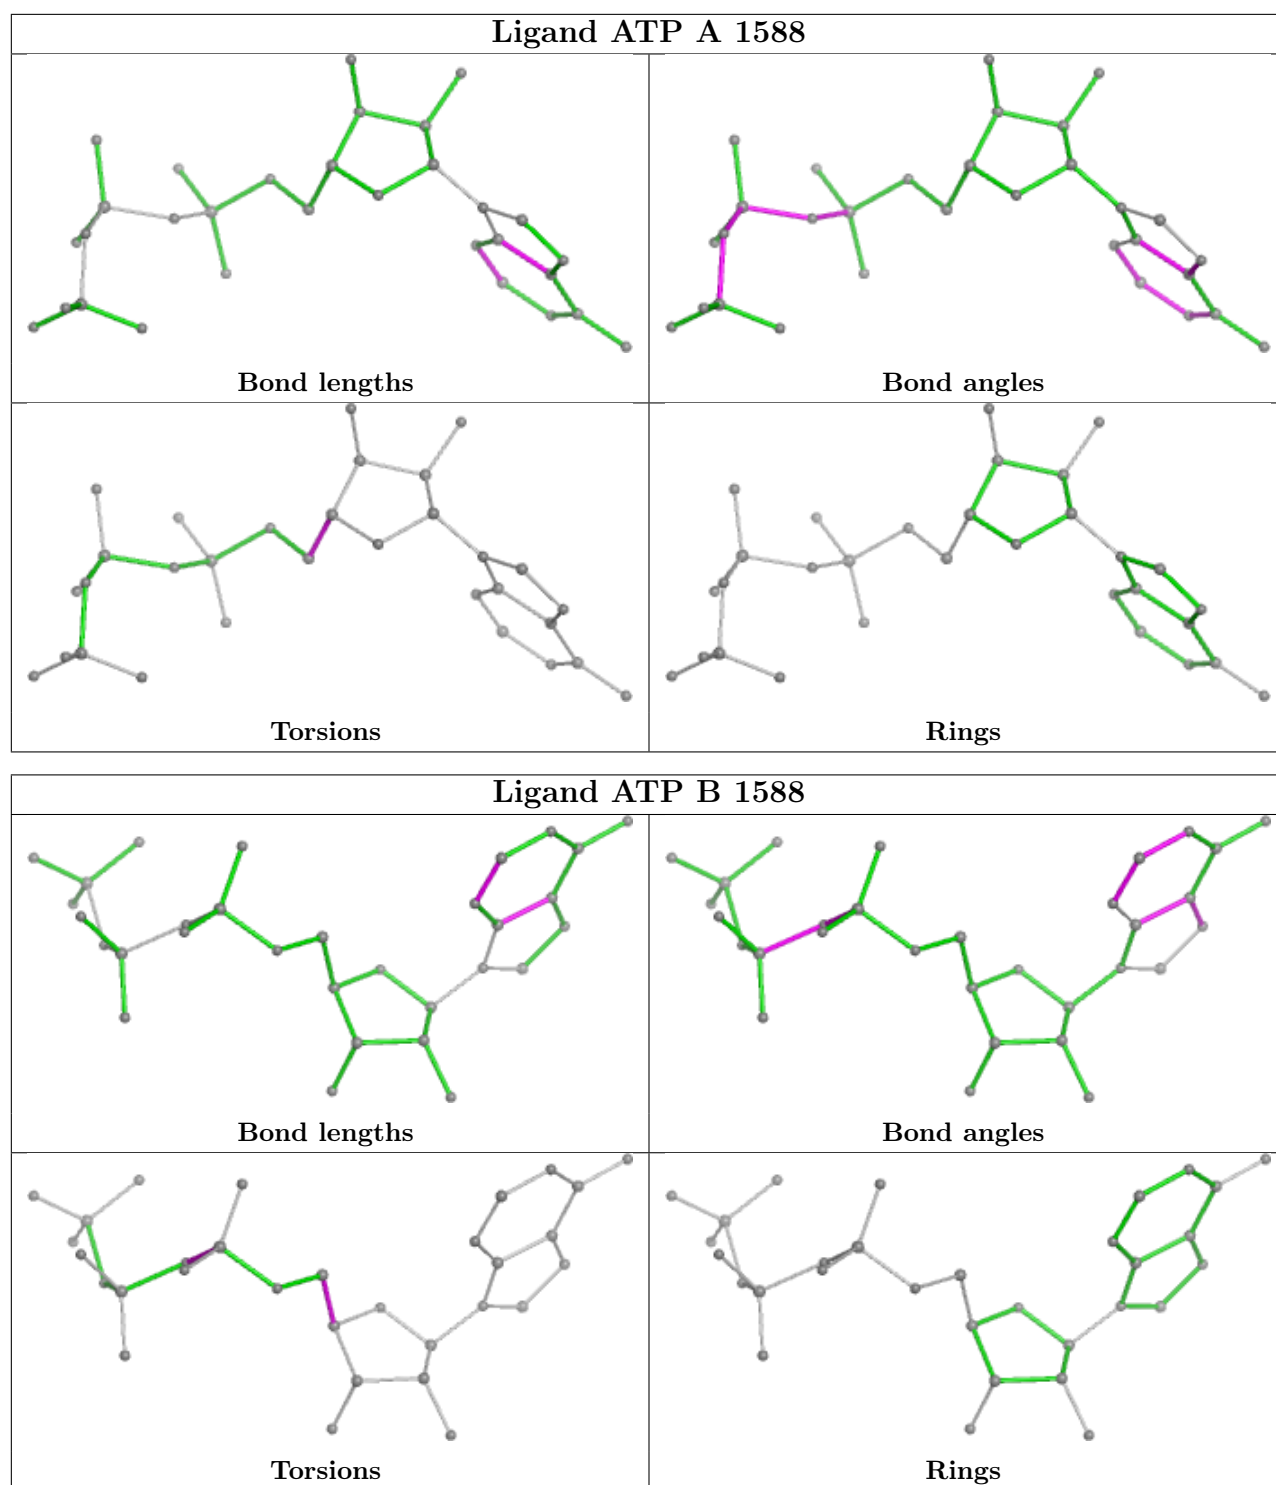 Ligand ATP A 1588
Bond lengths
Bond angles
Torsions
Rings
Ligand ATP B 1588
Bond lengths
Bond angles
Torsions
Rings